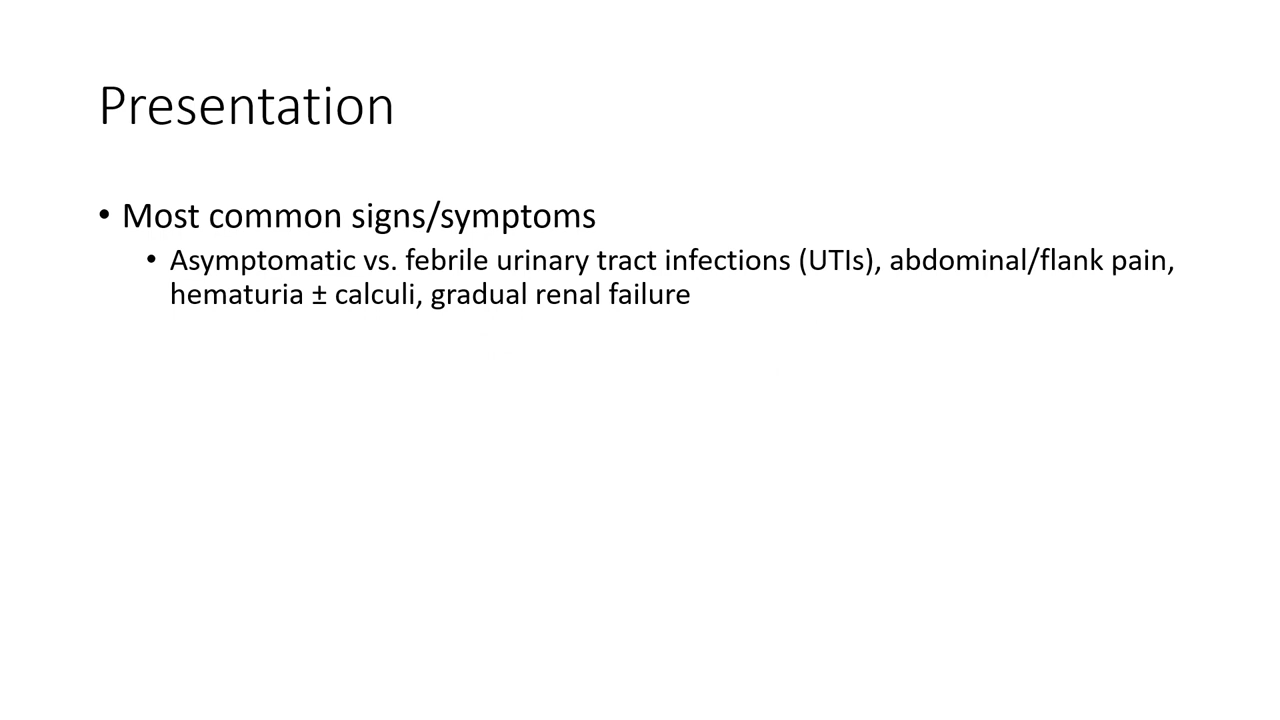 Presentation
• Most common signs/symptoms
• Asymptomatic vs. febrile urinary tract infections (UTIs), abdominal/flank pain,
hematuria ± calculi, gradual renal failure